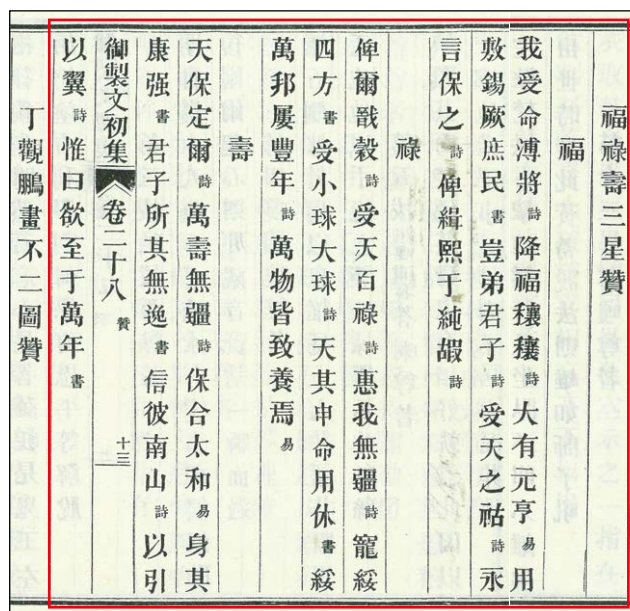 福祿壽三星贊
福
我受命溥將詩降福穰穰詩大有元亨易用
敷錫厥庶民書豈弟君子詩受天之祜詩永
言保之詩俾緝熙于純嘏詩
祿
俾爾戩穀詩受天百祿詩惠我無疆詩寵綏
四方書受小球大球詩天其申命用休書綏
萬邦屢豐年詩萬物皆致養焉易
壽
天保定爾詩萬壽無疆詩保合太和易身其
康强書君子所其無逸書信彼南山詩以引
御製文初集 卷二十八 贊 十三
以翼詩惟曰欲至于萬年書
丁觀鵬畫不 圖贊